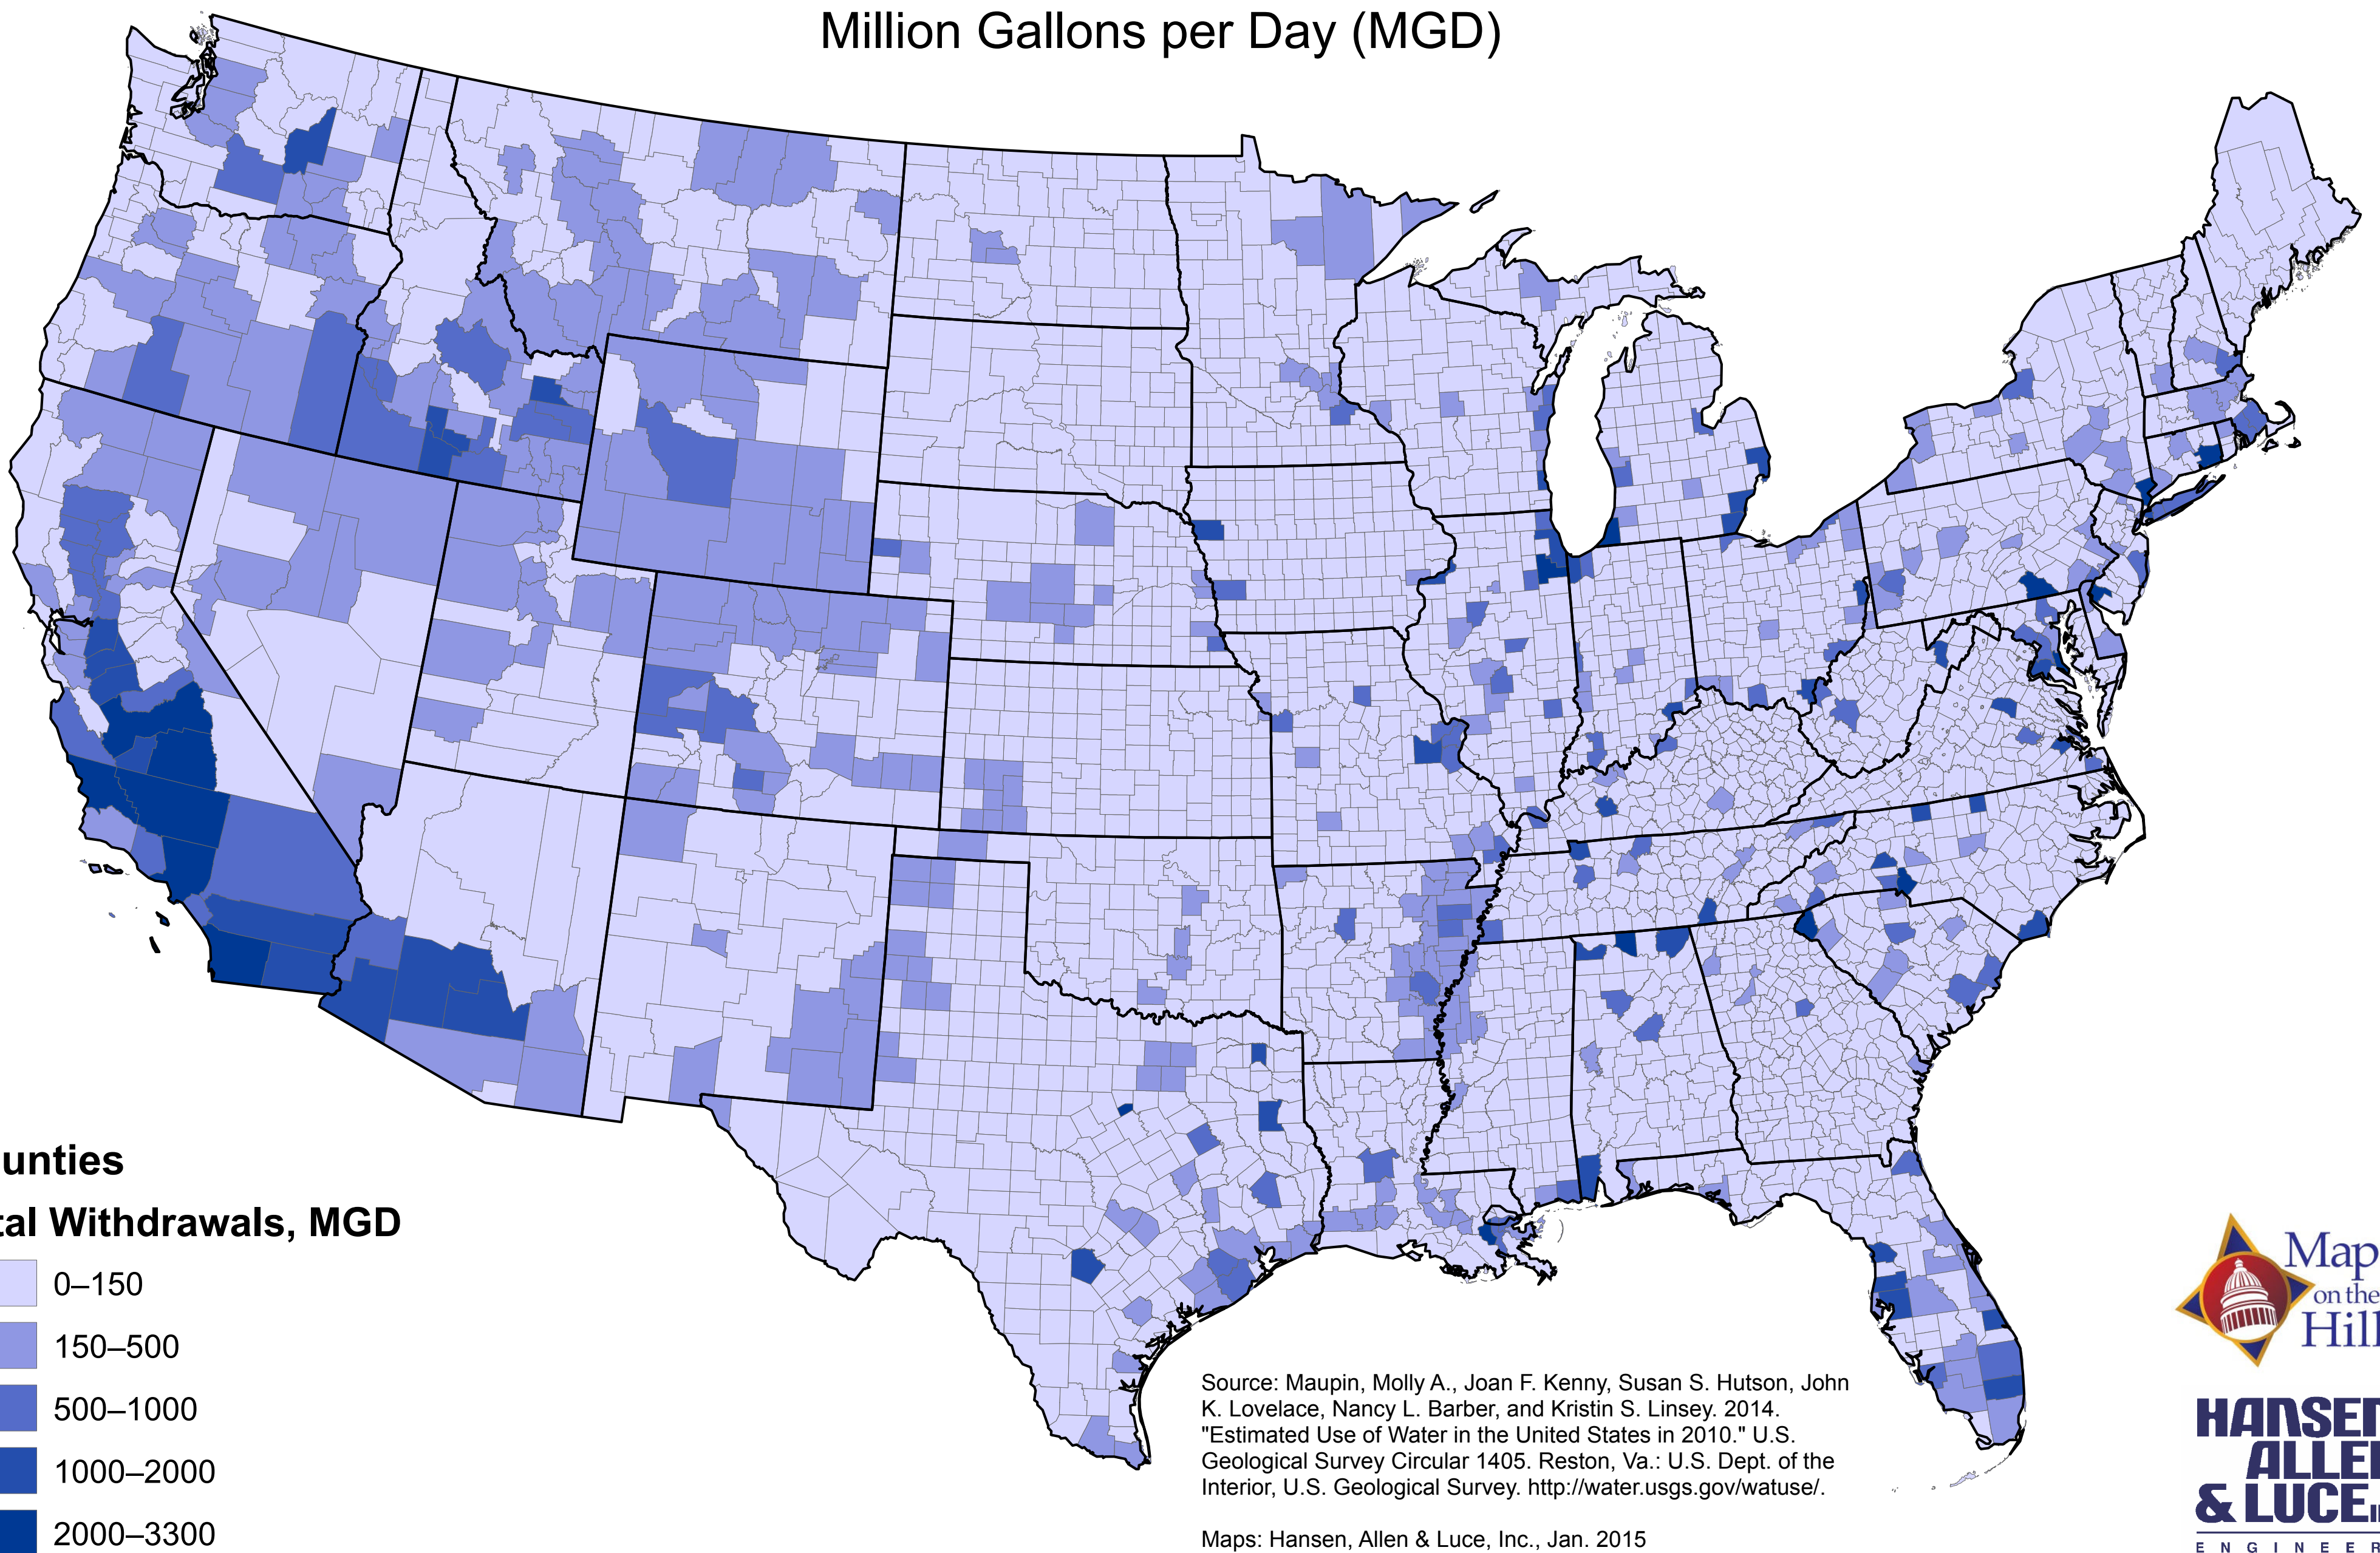 Million Gallons per Day (MGD)
unties
tal Withdrawals, MGD
0–150
150–500
500–1000
1000–2000
2000–3300
Source: Maupin, Molly A., Joan F. Kenny, Susan S. Hutson, John
K. Lovelace, Nancy L. Barber, and Kristin S. Linsey. 2014.
"Estimated Use of Water in the United States in 2010." U.S.
Geological Survey Circular 1405. Reston, Va.: U.S. Dept. of the
Interior, U.S. Geological Survey. http://water.usgs.gov/watuse/.
Maps: Hansen, Allen & Luce, Inc., Jan. 2015
Map
on the
Hill
HANSEN
ALLEN
& LUCE
ENGINEER